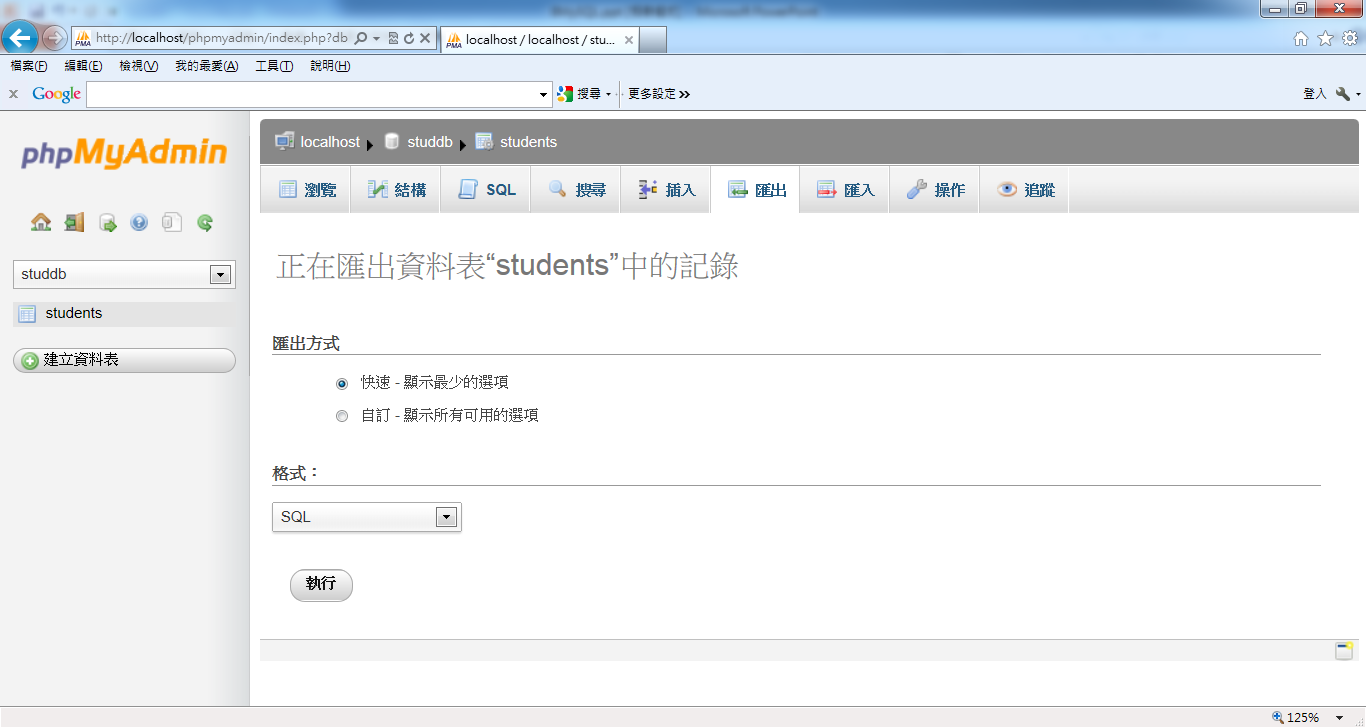 http://localhost/phpmyadmin/index.php?db
PMA localhost / localhost / stu...
檔案(F) 編輯(E) 檢視(V) 我的最愛(A) 工具(T) 說明(H)
x Google 搜尋 更多設定 » 登入
phpMyAdmin
studdb
students
建立資料表
localhost studdb students
瀏覽 結構 SQL 搜尋 插入 匯出 匯入 操作 追蹤
正在匯出資料表“students”中的記錄
匯出方式
快速 - 顯示最少的選項
自訂 - 顯示所有可用的選項
格式：
SQL
執行
125%